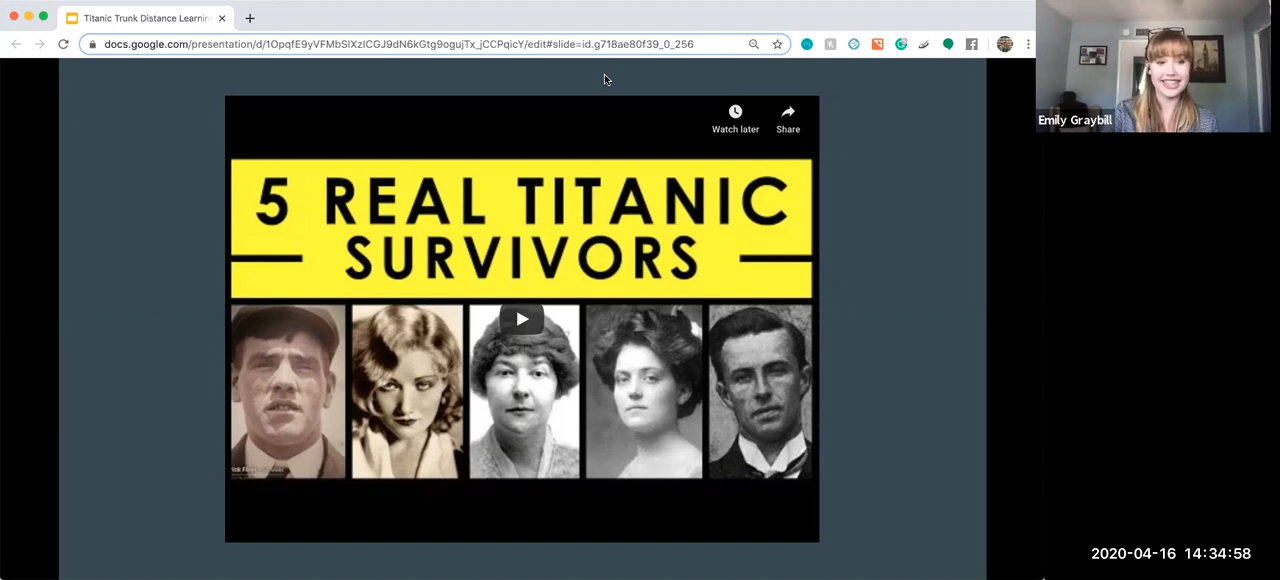 Titanic Trunk Distance Learnin
docs.google.com/presentation/d/1OpqfE9yVFMbSlXzICGJ9dN6kGtg9ogujTx_jCCPqicY/edit#slide=id.g718ae80f39_0_256
Emily Graybill
Watch later
Share
5 REAL TITANIC
SURVIVORS
2020-04-16 14:34:58